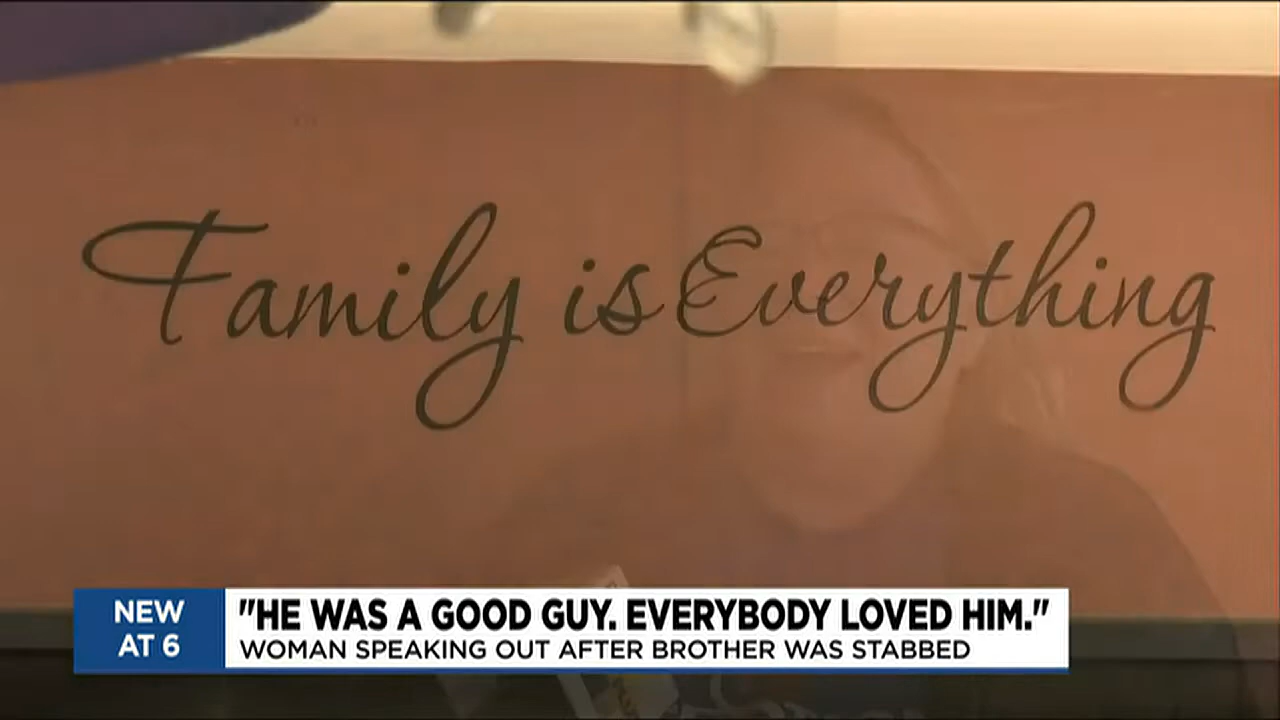 Family is Everything
NEW
AT 6
"HE WAS A GOOD GUY. EVERYBODY LOVED HIM."
WOMAN SPEAKING OUT AFTER BROTHER WAS STABBED